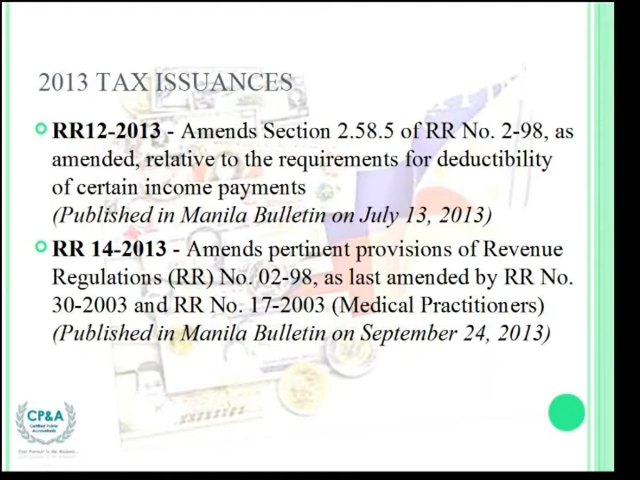 2013 TAX ISSUANCES
RR12-2013 - Amends Section 2.58.5 of RR No. 2-98, as
amended, relative to the requirements for deductibility
of certain income payments
(Published in Manila Bulletin on July 13, 2013)
RR 14-2013 - Amends pertinent provisions of Revenue
Regulations (RR) No. 02-98, as last amended by RR No.
30-2003 and RR No. 17-2003 (Medical Practitioners)
(Published in Manila Bulletin on September 24, 2013)
CP&A
Certified Public
Accountants